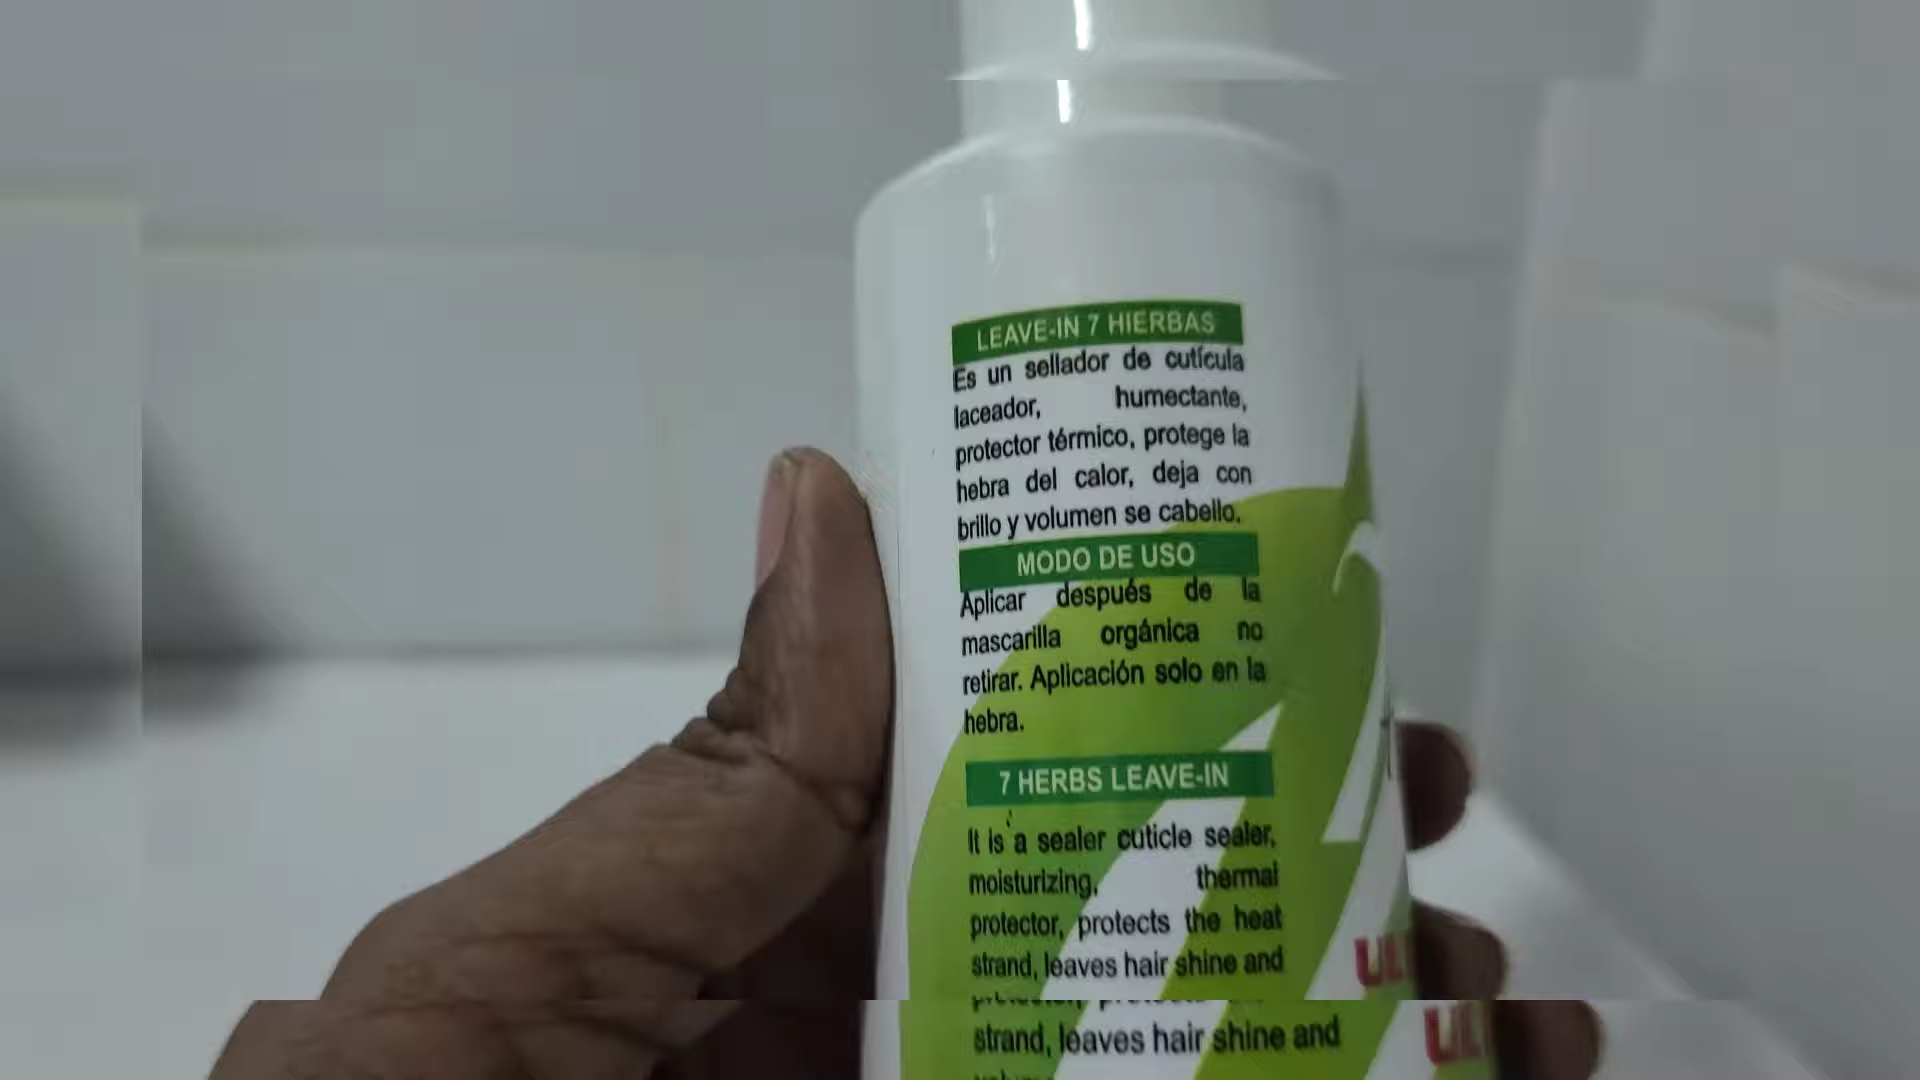 LEAVE-IN 7 HIERBAS
Es un sellador de cutícula
laceador, humectante,
protector térmico, protege la
hebra del calor, deja con
brillo y volumen se cabello.
MODO DE USO
Aplicar después de la
mascarilla orgánica no
retirar. Aplicación solo en la
hebra.
7 HERBS LEAVE-IN
It is a sealer cuticle sealer,
moisturizing, thermal
protector, protects the heat
strand, leaves hair shine and
strand, leaves hair shine and